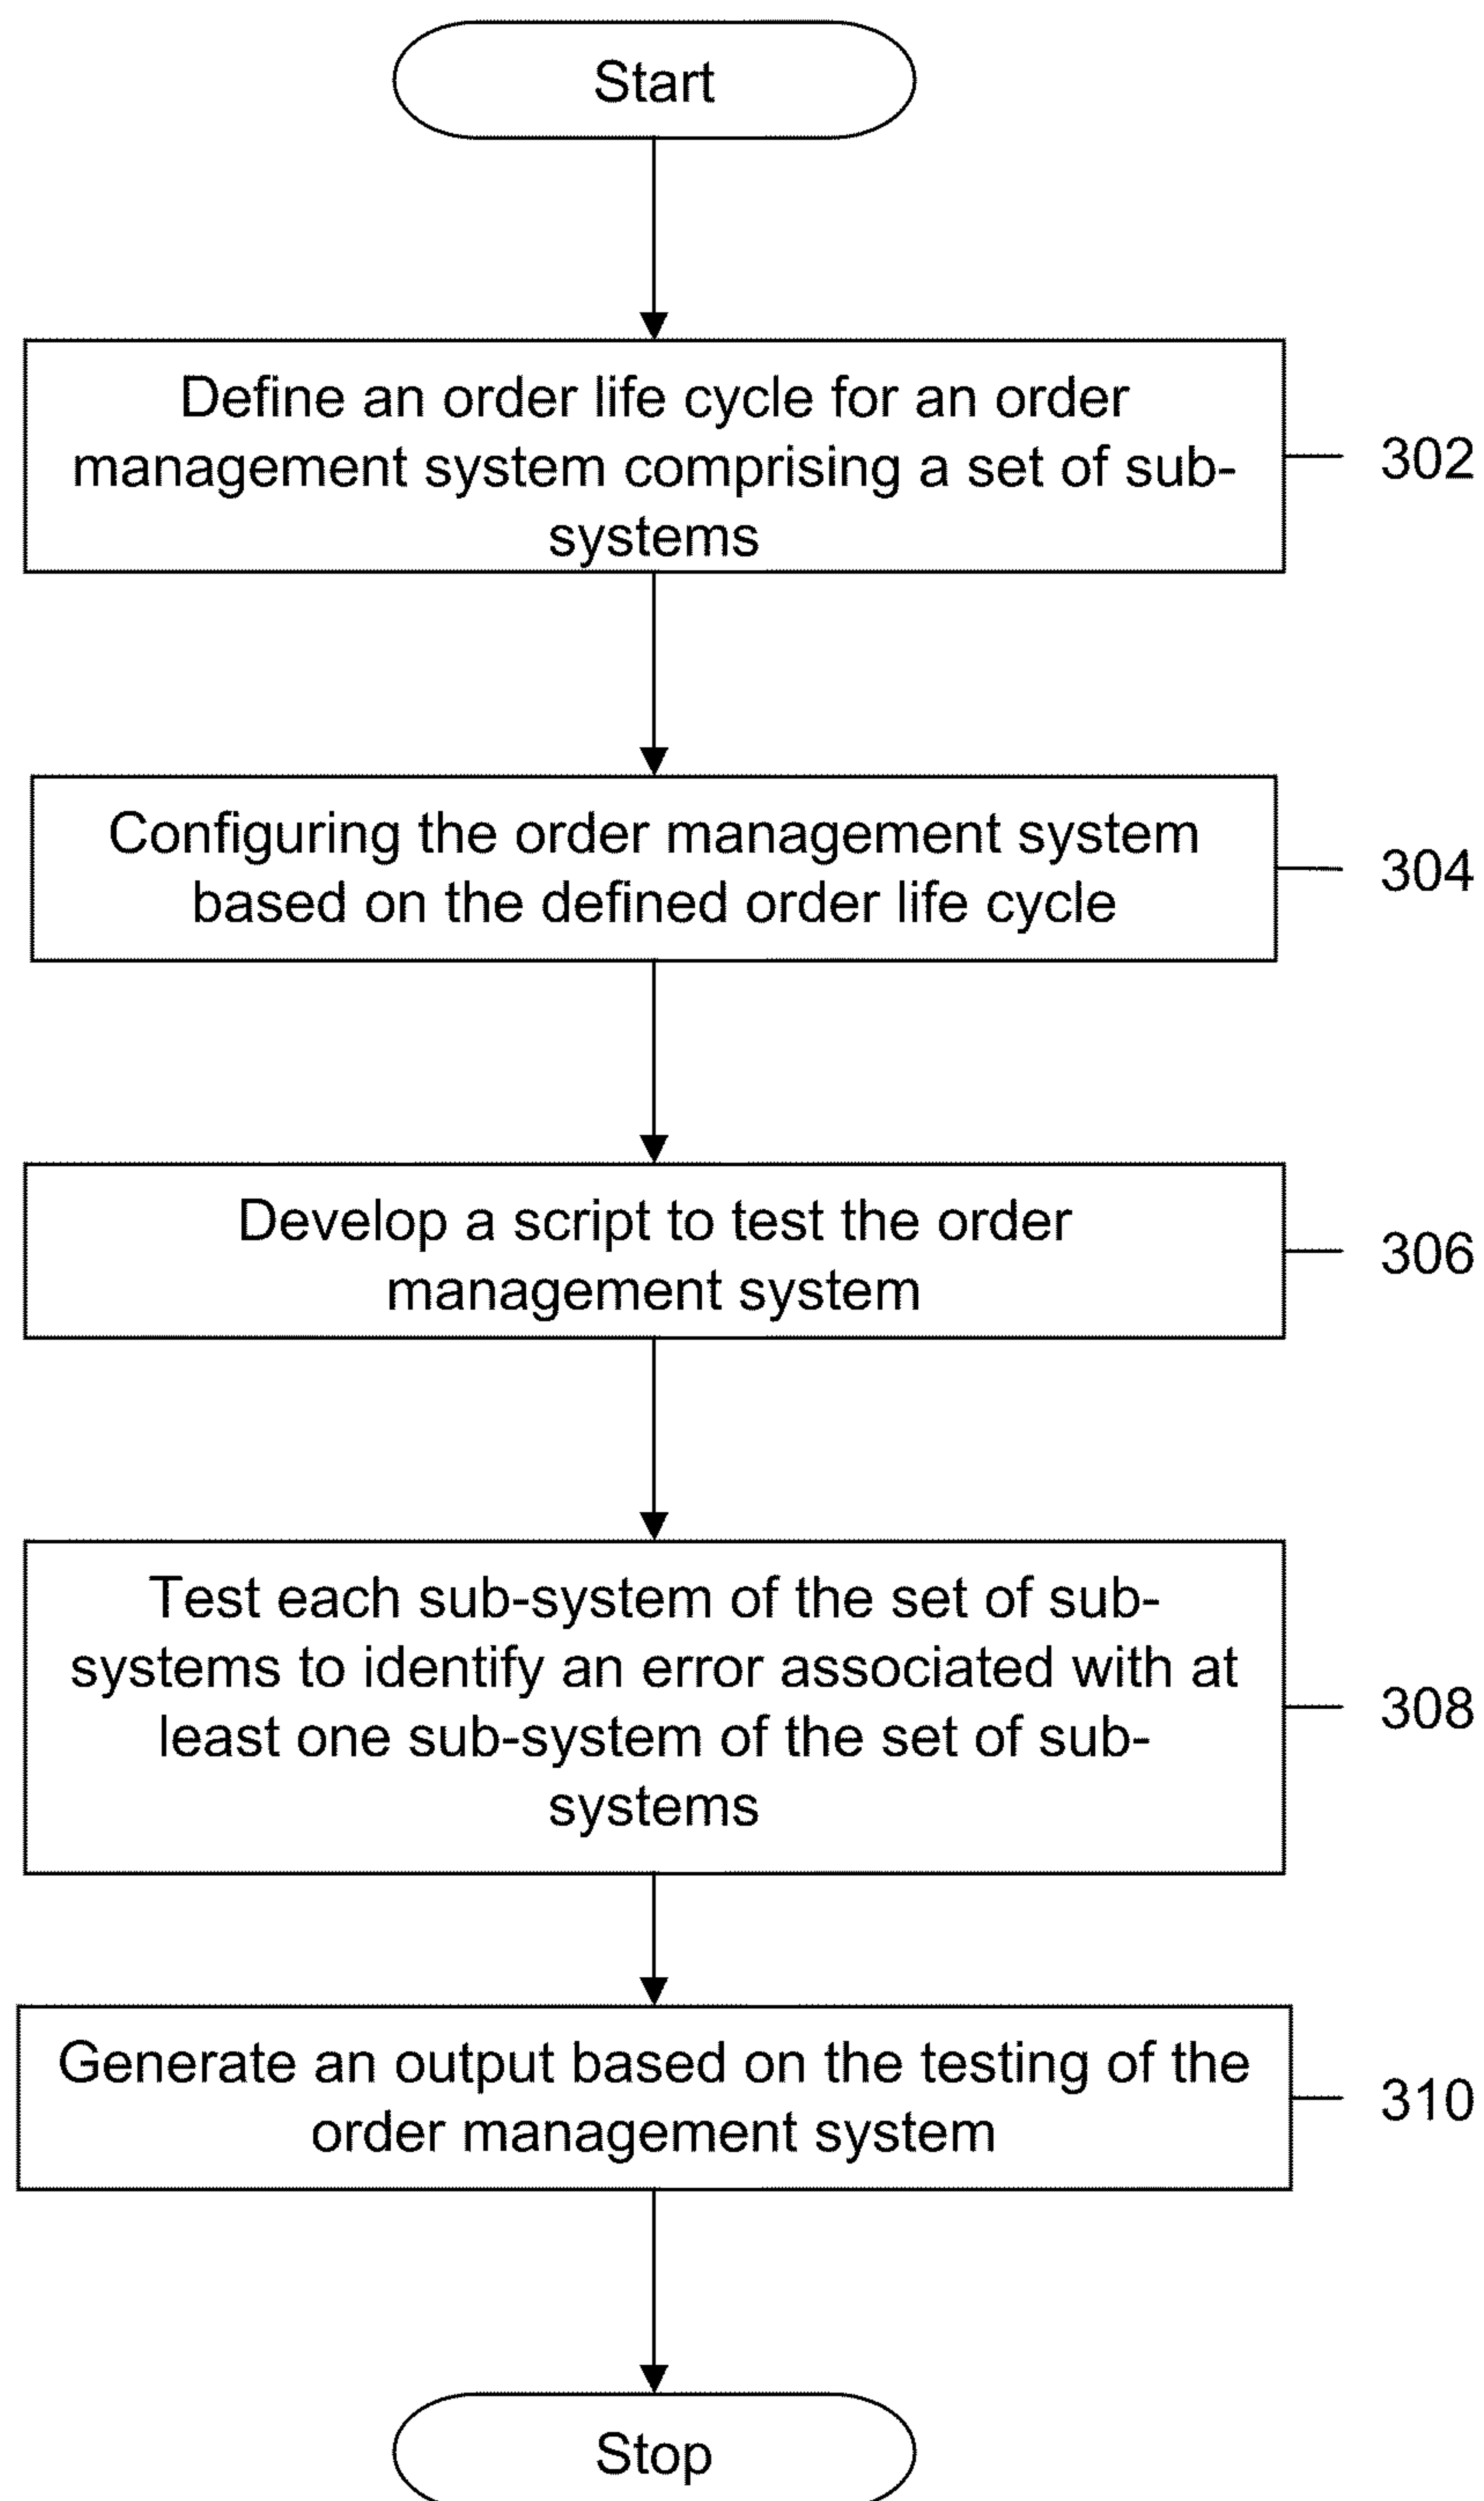 Start
Define an order life cycle for an order
management system comprising a set of sub-
systems
302
Configuring the order management system
based on the defined order life cycle
304
Develop a script to test the order
management system
306
Test each sub-system of the set of sub-
systems to identify an error associated with at
least one sub-system of the set of sub-
systems
308
Generate an output based on the testing of the
order management system
310
Stop